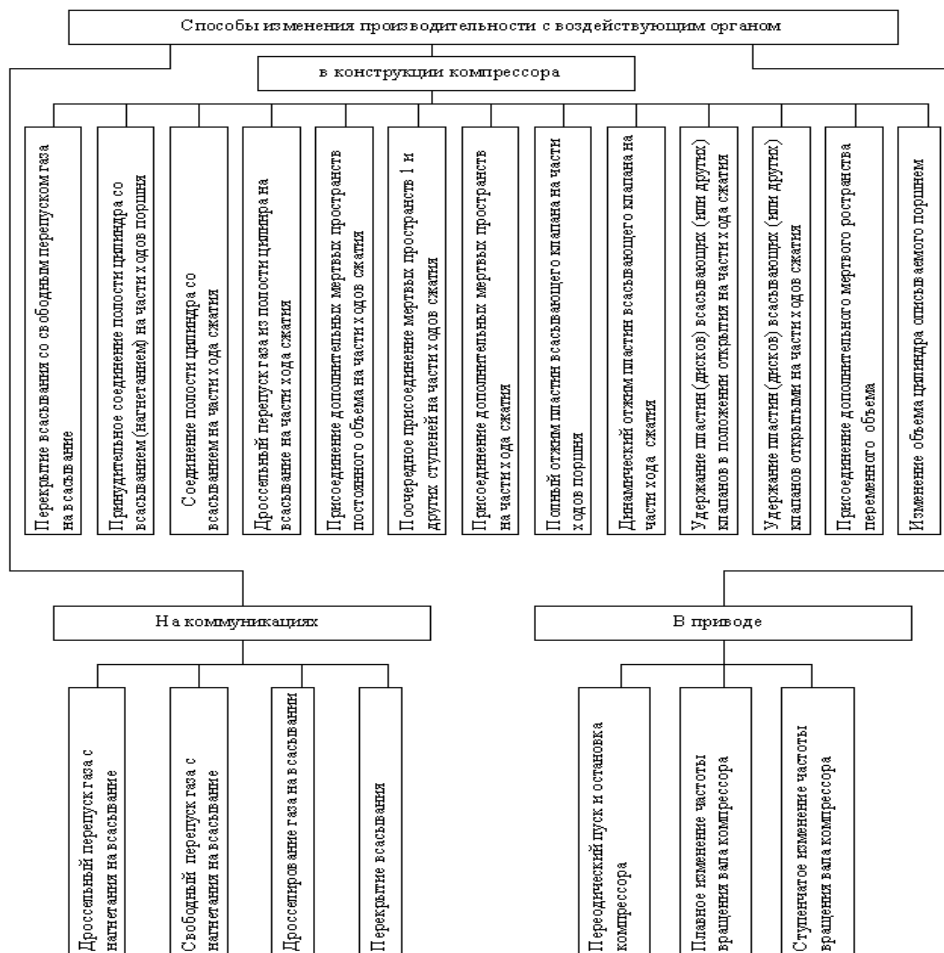 Способы изменения производительности с воздействующим органом
в конструкции компрессора
Перекрытие всасывания со свободным перепуском газа
на всасывание
Принудительное соединение полости цилиндра со
всасыванием (нагнетанием) на части ходов поршня
Соединение полости цилиндра со
всасыванием на части хода сжатия
Дроссельный перепуск газа из полости цилинра на
всасывание на части хода сжатия
Присоединение дополнительных мертвых пространств
постоянного объема на части ходов сжатия
Поочередное присоединение мертвых пространств 1 и
других ступеней на части ходов сжатия
Присоединение дополнительных мертвых пространств
на части хода сжатия
Полный отжим пластин всасывающего клапана на части
ходов поршня
Динамический отжим пластин всасывающего клапана на
части хода сжатия
Удержание пластин (дисков) всасывающих (или других)
клапанов в положении открытия на части хода сжатия
Удержание пластин (дисков) всасывающих (или других)
клапанов открытыми на части ходов сжатия
Присоединение дополнительного мертвого ространства
переменного объема
Изменение объема цилиндра описываемого поршнем
На коммуникациях
В приводе
Дроссельный перепуск газа с
нагнетания на всасывание
Свободный перепуск газа с
нагнетания на всасывание
Дросселирование газа на всасывании
Перекрытие всасывания
Переодический пуск и остановка
компрессора
Плавное изменение частоты
вращения вала компрессора
Ступенчатое изменение частоты
вращения вала компрессора